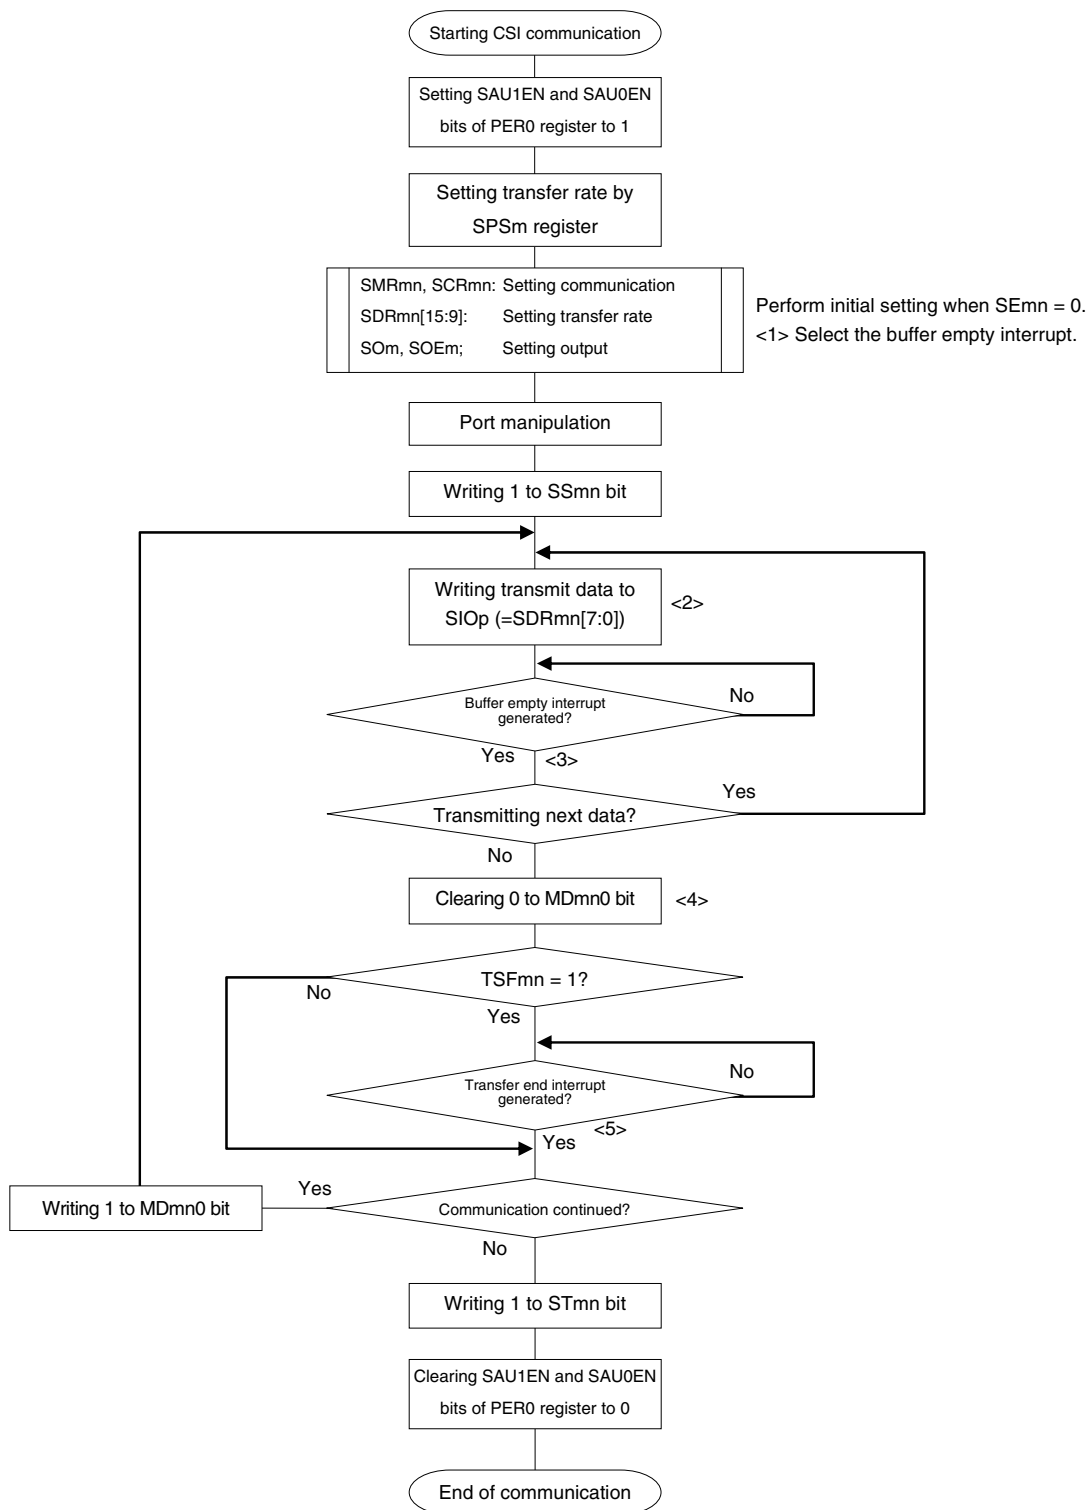 Starting CSI communication
Setting SAU1EN and SAU0EN
bits of PER0 register to 1
Setting transfer rate by
SPSm register
SMRmn, SCRmn: Setting communication
SDRmn[15:9]: Setting transfer rate
SOm, SOEm; Setting output
Perform initial setting when SEmn = 0.
<1> Select the buffer empty interrupt.
Port manipulation
Writing 1 to SSmn bit
Writing transmit data to
SIOp (=SDRmn[7:0])
<2>
Buffer empty interrupt
generated?
No
Yes
<3>
Transmitting next data?
Yes
No
Clearing 0 to MDmn0 bit
<4>
TSFmn = 1?
No
Yes
Transfer end interrupt
generated?
No
Yes
<5>
Communication continued?
Yes
Writing 1 to MDmn0 bit
No
Writing 1 to STmn bit
Clearing SAU1EN and SAU0EN
bits of PER0 register to 0
End of communication